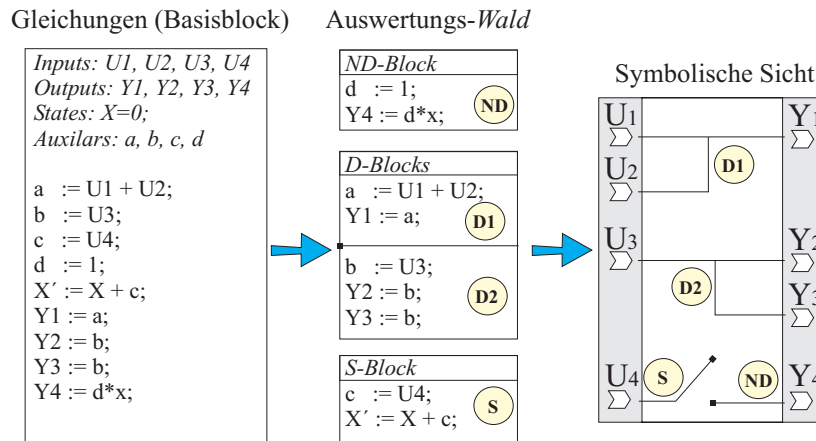 Gleichungen (Basisblock)
Inputs: U1, U2, U3, U4
Outputs: Y1, Y2, Y3, Y4
States: X=0;
Auxilars: a, b, c, d
a := U1 + U2;
b := U3;
c := U4;
d := 1;
X´ := X + c;
Y1 := a;
Y2 := b;
Y3 := b;
Y4 := d*x;
Auswertungs-Wald
ND-Block
d := 1;
Y4 := d*x;
ND
D-Blocks
a := U1 + U2;
Y1 := a;
D1
b := U3;
Y2 := b;
Y3 := b;
D2
S-Block
c := U4;
X´ := X + c;
S
Symbolische Sicht
U1
Y1
U2
D1
U3
Y2
D2
Y3
U4
S
ND
Y4